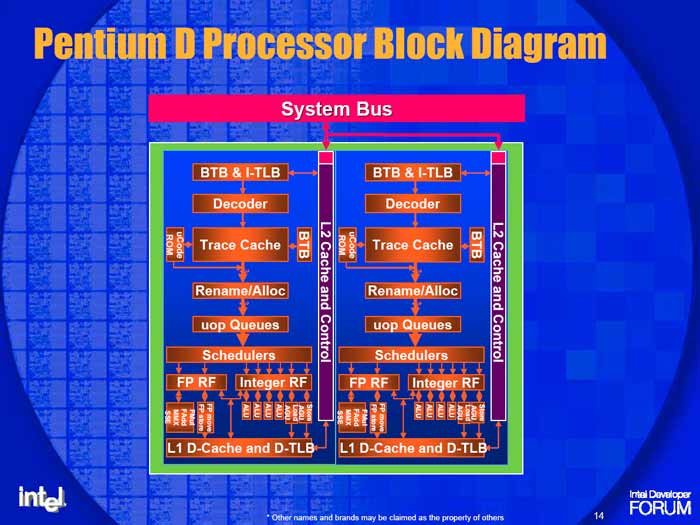 Pentium D Processor Block Diagram
System Bus
BTB & I-TLB
Decoder
uCode
ROM
Trace Cache
BTB
Rename/Alloc
uop Queues
Schedulers
FP RF
Integer RF
FMul
FAdd
MMX
SSE
FP move
FP store
ALU
ALU
ALU
ALU
Load
AGU
Slow
ALU
L1 D-Cache and D-TLB
L2 Cache and Control
BTB & I-TLB
Decoder
uCode
ROM
Trace Cache
BTB
Rename/Alloc
uop Queues
Schedulers
FP RF
Integer RF
FMul
FAdd
MMX
SSE
FP move
FP store
ALU
ALU
ALU
ALU
Load
AGU
Slow
ALU
L1 D-Cache and D-TLB
L2 Cache and Control
intel
* Other names and brands may be claimed as the property of others
14
Intel Developer
FORUM